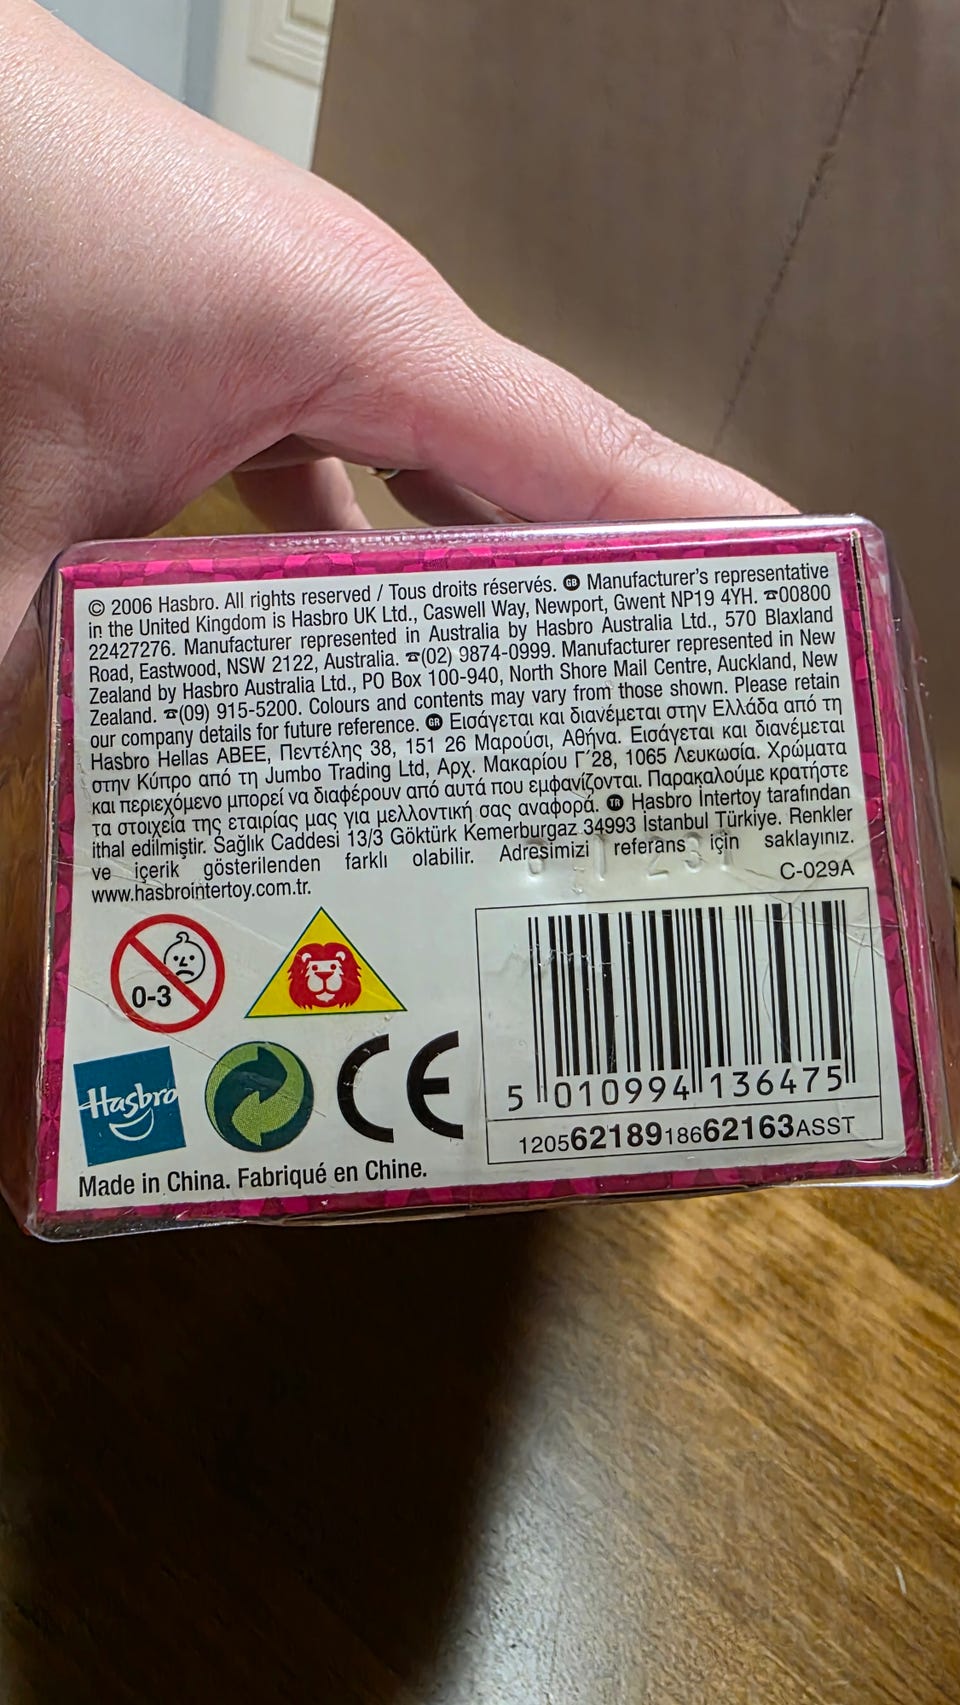 © 2006 Hasbro. All rights reserved / Tous droits réservés. GB Manufacturer's representative
in the United Kingdom is Hasbro UK Ltd., Caswell Way, Newport, Gwent NP19 4YH. ☎00800
22427276. Manufacturer represented in Australia by Hasbro Australia Ltd., 570 Blaxland
Road, Eastwood, NSW 2122, Australia. ☎(02) 9874-0999. Manufacturer represented in New
Zealand by Hasbro Australia Ltd., PO Box 100-940, North Shore Mail Centre, Auckland, New
Zealand. ☎(09) 915-5200. Colours and contents may vary from those shown. Please retain
our company details for future reference. GR Εισάγεται και διανέμεται στην Ελλάδα από τη
Hasbro Hellas ABEE, Πεντέλης 38, 151 26 Μαρούσι, Αθήνα. Εισάγεται και διανέμεται
στην Κύπρο από τη Jumbo Trading Ltd, Αρχ. Μακαρίου Γ΄28, 1065 Λευκωσία. Χρώματα
και περιεχόμενο μπορεί να διαφέρουν από αυτά που εμφανίζονται. Παρακαλούμε κρατήστε
τα στοιχεία της εταιρίας μας για μελλοντική σας αναφορά. TR Hasbro İntertoy tarafından
ithal edilmiştir. Sağlık Caddesi 13/3 Göktürk Kemerburgaz 34993 İstanbul Türkiye. Renkler
ve içerik gösterilenden farklı olabilir. Adresimizi referans için saklayınız.
www.hasbrointertoy.com.tr.
C-029A
0-3
Hasbro
CE
5 010994 136475
12056218918662163ASST
Made in China. Fabriqué en Chine.